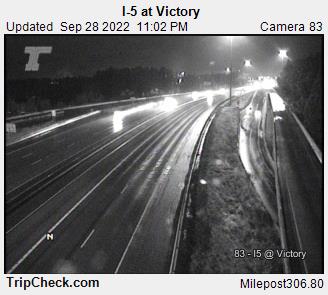 I-5 at Victory
Updated Sep 28 2022 11:02 PM Camera 83
T
N
83 - I5 @ Victory
TripCheck.com Milepost306.80